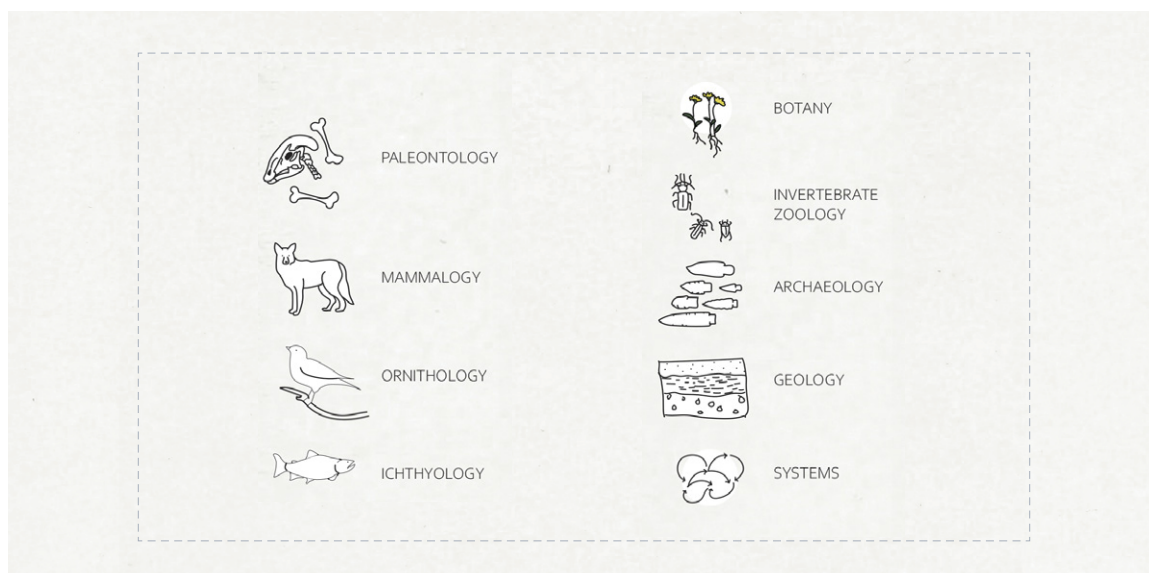 PALEONTOLOGY
MAMMALOGY
ORNITHOLOGY
ICHTHYOLOGY
BOTANY
INVERTEBRATE
ZOOLOGY
ARCHAEOLOGY
GEOLOGY
SYSTEMS